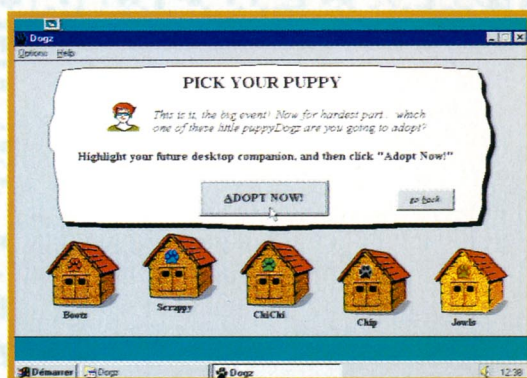 Dogz
Options Help
PICK YOUR PUPPY
This is it, the big event! Now for hardest part... which
one of these little puppyDogz are you going to adopt?
Highlight your future desktop companion, and then click "Adopt Now!"
ADOPT NOW!
go back
Boots
Scrappy
ChiChi
Chip
Jowls
Démarrer
Dogz
Dogz
12:38